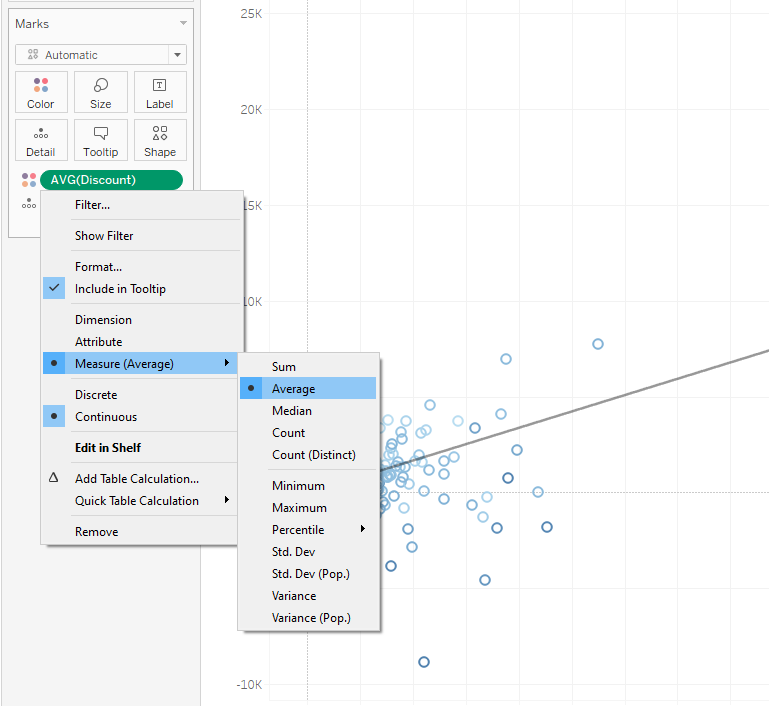 Marks
Automatic
Color
Size
Label
T
Detail
Tooltip
Shape
AVG(Discount)
Filter...
Show Filter
Format...
Include in Tooltip
Dimension
Attribute
Measure (Average)
Discrete
Continuous
Edit in Shelf
Add Table Calculation...
Quick Table Calculation
Remove
Sum
Average
Median
Count
Count (Distinct)
Minimum
Maximum
Percentile
Std. Dev
Std. Dev (Pop.)
Variance
Variance (Pop.)
25K
20K
15K
10K
-10K